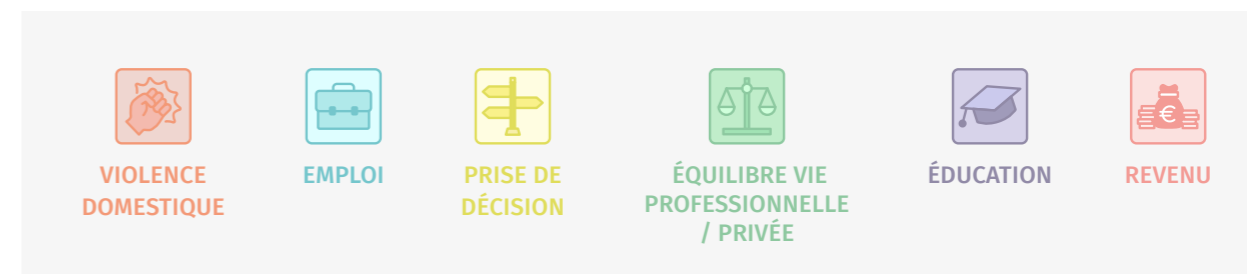 VIOLENCE
DOMESTIQUE
EMPLOI
PRISE DE
DÉCISION
ÉQUILIBRE VIE
PROFESSIONNELLE
/ PRIVÉE
ÉDUCATION
€
REVENU